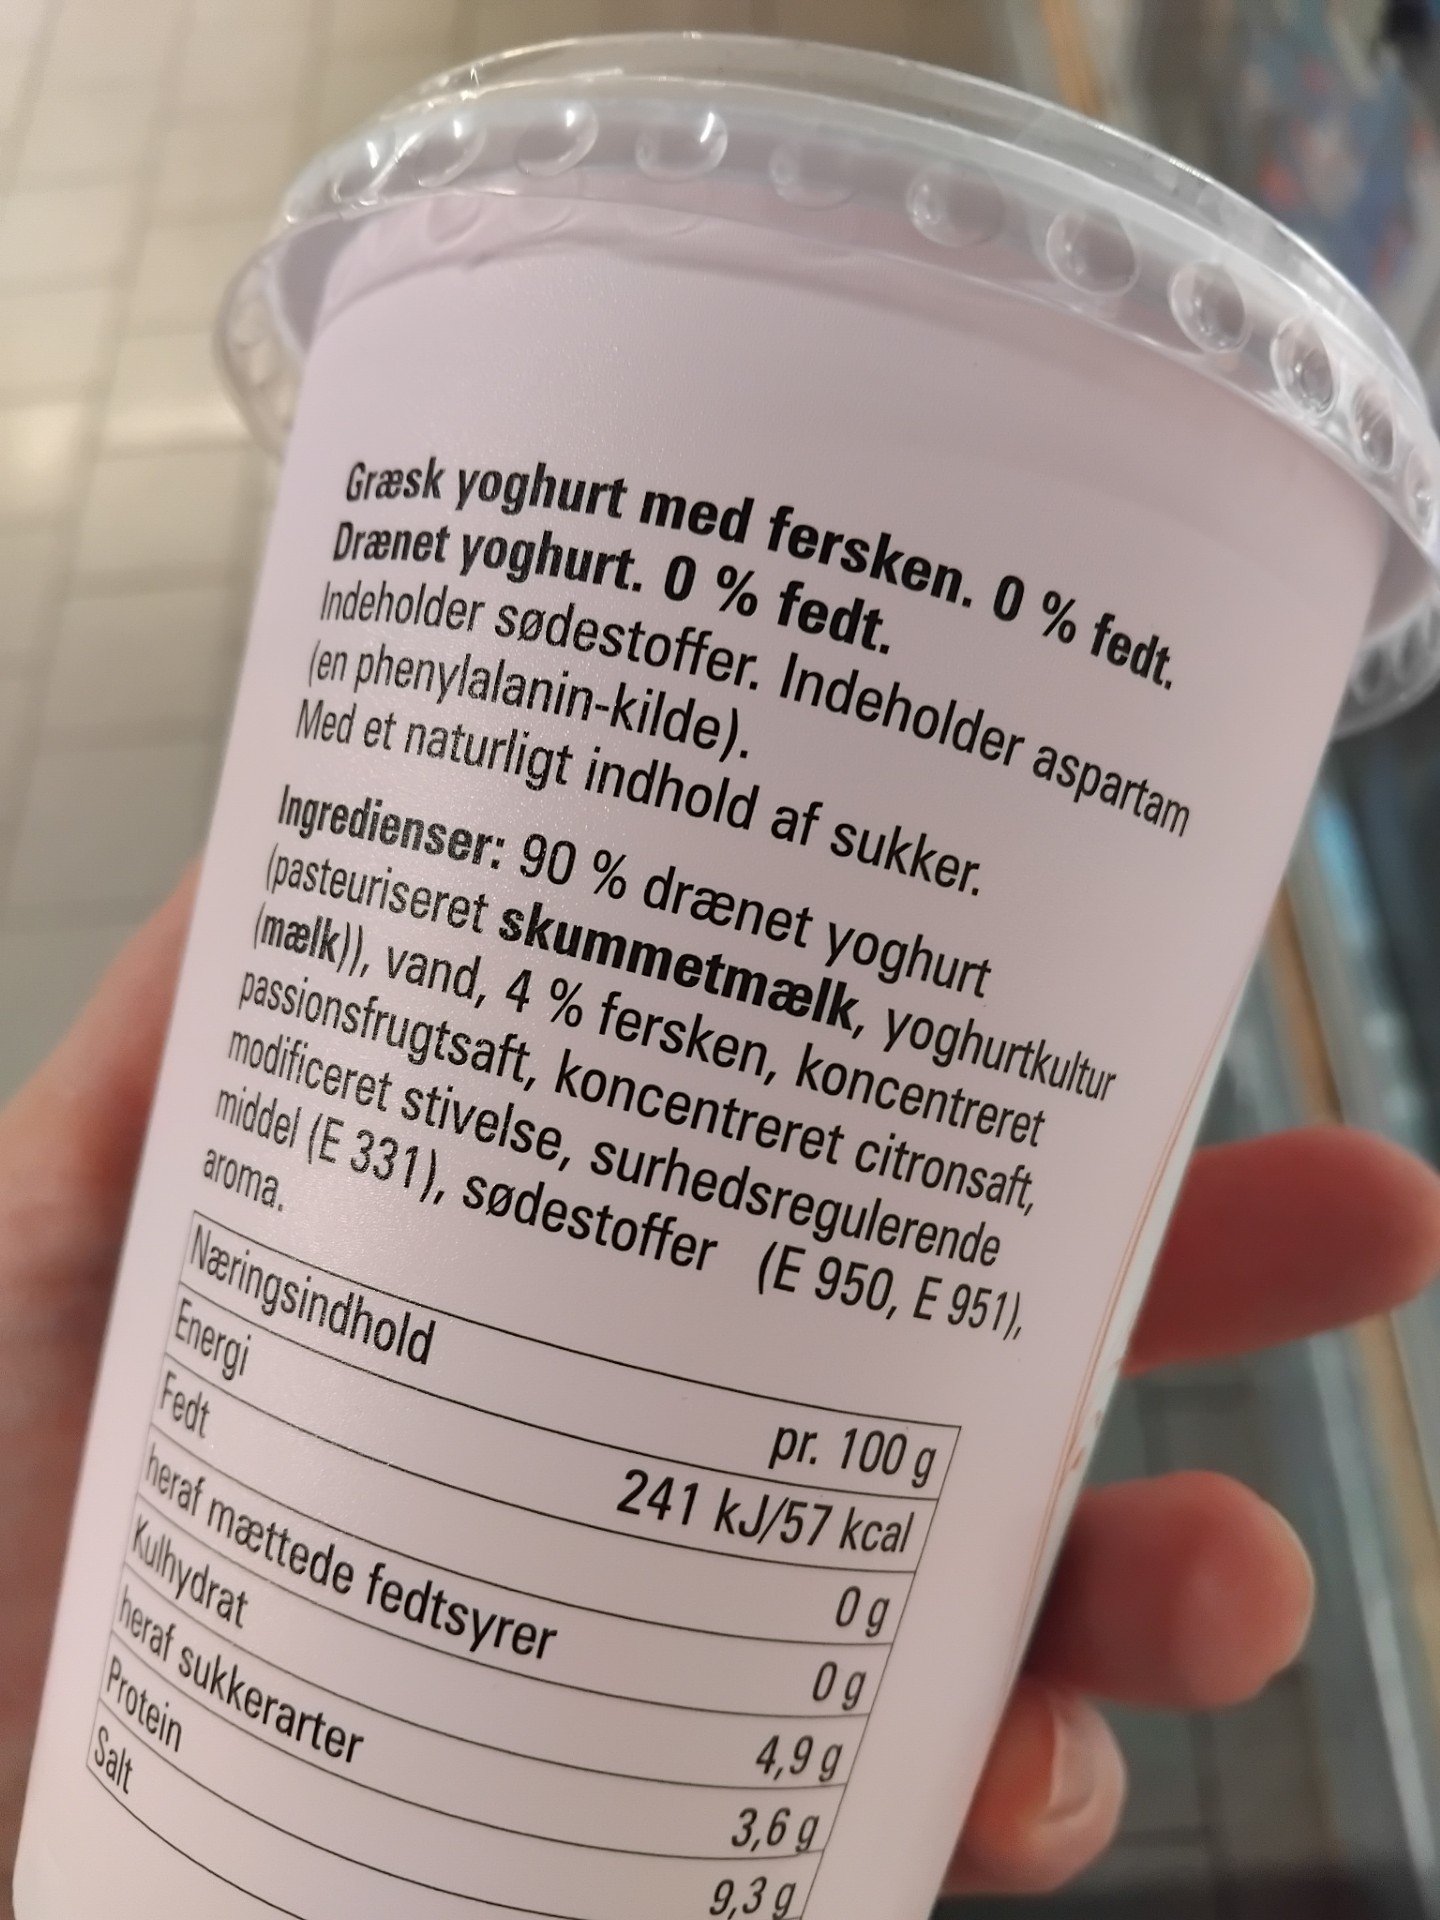 Græsk yoghurt med fersken. 0 % fedt.
Drænet yoghurt. 0 % fedt.
Indeholder sødestoffer. Indeholder aspartam
(en phenylalanin-kilde).
Med et naturligt indhold af sukker.
Ingredienser: 90 % drænet yoghurt
(pasteuriseret skummetmælk, yoghurtkultur
(mælk)), vand, 4 % fersken, koncentreret
passionsfrugtsaft, koncentreret citronsaft,
modificeret stivelse, surhedsregulerende
middel (E 331), sødestoffer (E 950, E 951),
aroma.
Næringsindhold pr. 100 g
Energi 241 kJ/57 kcal
Fedt 0 g
heraf mættede fedtsyrer 0 g
Kulhydrat 4,9 g
heraf sukkerarter 3,6 g
Protein 9,3 g
Salt